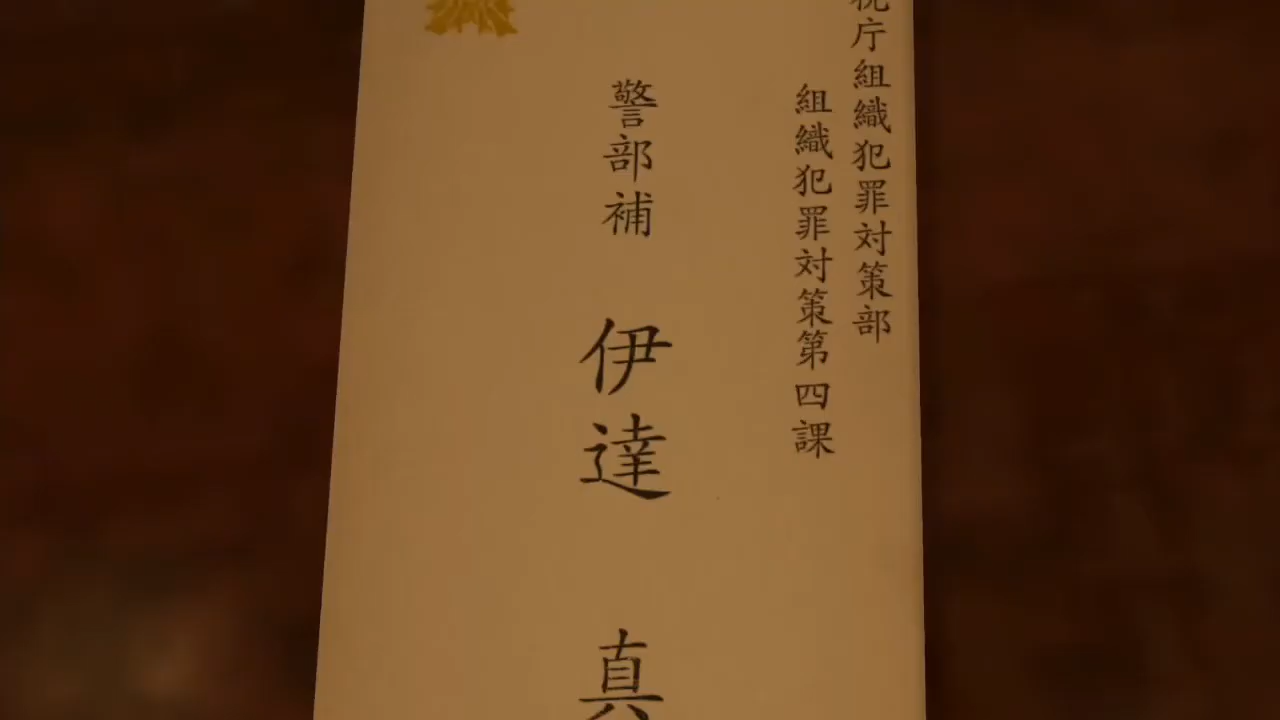 視庁組織犯罪対策部
組織犯罪対策第四課
警部補
伊達 真